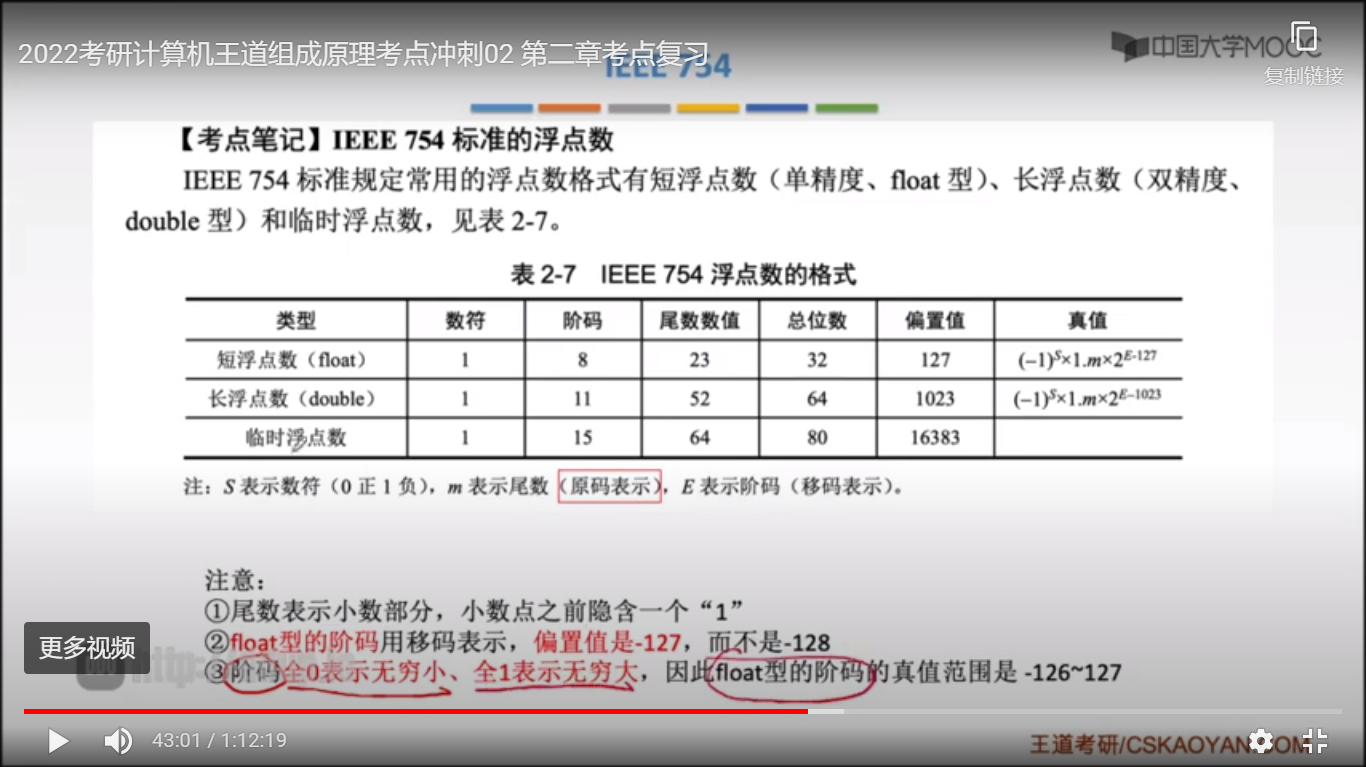 2022考研计算机王道组成原理考点冲刺02 第二章考点复习
IEEE 754
中国大学MOOC
复制链接
【考点笔记】IEEE 754 标准的浮点数
IEEE 754 标准规定常用的浮点数格式有短浮点数（单精度、float 型）、长浮点数（双精度、
double 型）和临时浮点数，见表 2-7。
表 2-7 IEEE 754 浮点数的格式
类型 数符 阶码 尾数数值 总位数 偏置值 真值
短浮点数（float） 1 8 23 32 127 (−1)^S×1.m×2^E-127
长浮点数（double） 1 11 52 64 1023 (−1)^S×1.m×2^E−1023
临时浮点数 1 15 64 80 16383
注：S 表示数符（0 正 1 负），m 表示尾数（原码表示），E 表示阶码（移码表示）。
注意：
①尾数表示小数部分，小数点之前隐含一个“1”
②float型的阶码用移码表示，偏置值是-127，而不是-128
③阶码全0表示无穷小、全1表示无穷大，因此float型的阶码的真值范围是 -126~127
更多视频
43:01 / 1:12:19
王道考研/CSKAOYAN.COM